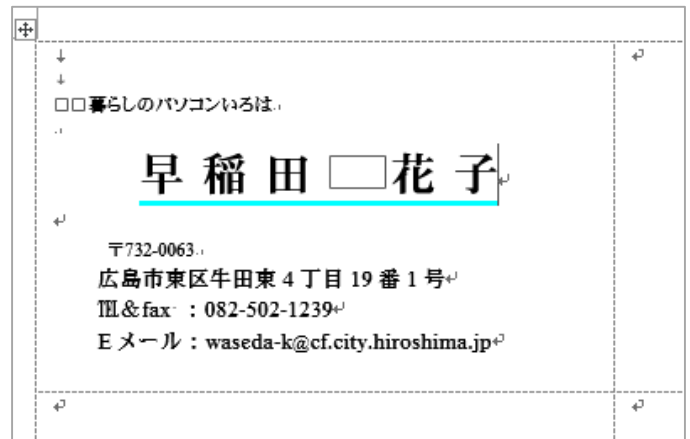 □□暮らしのパソコンいろは
早稲田□花子
〒732-0063
広島市東区牛田東4丁目19番1号
℡&fax：082-502-1239
Eメール：waseda-k@cf.city.hiroshima.jp